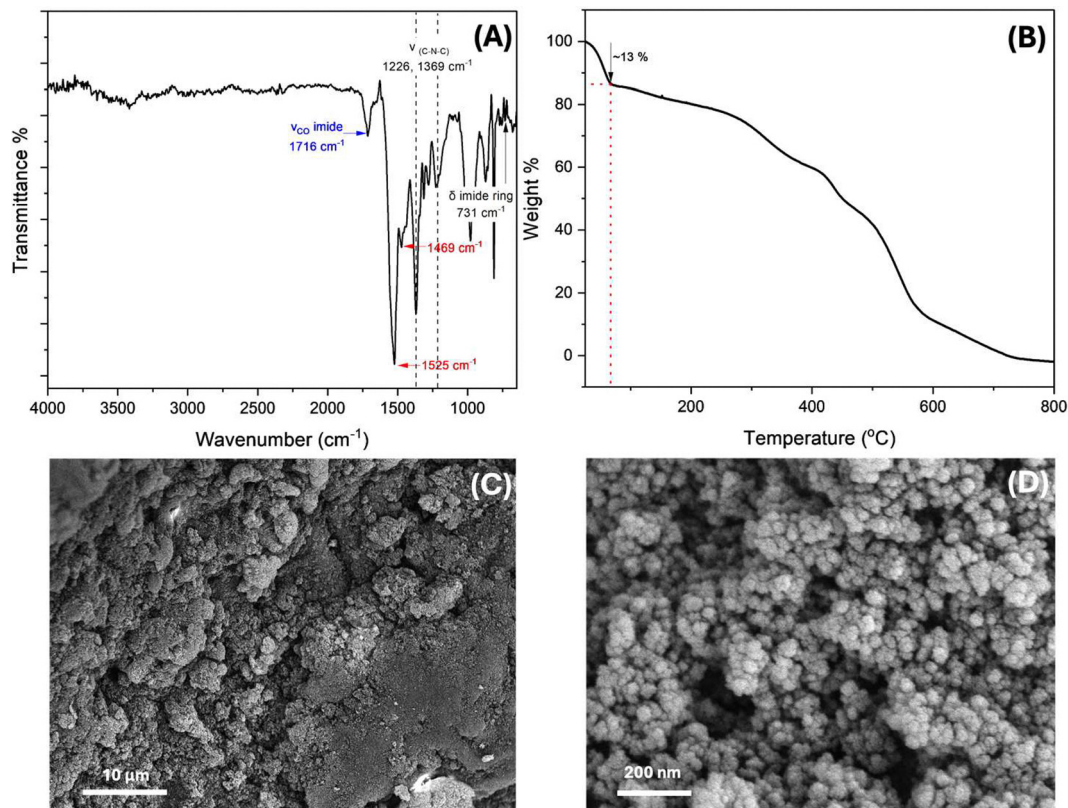 (A)
ν (C-N-C)
1226, 1369 cm⁻¹
νCO imide
1716 cm⁻¹
δ imide ring
731 cm⁻¹
1469 cm⁻¹
1525 cm⁻¹
Transmittance %
4000 3500 3000 2500 2000 1500 1000
Wavenumber (cm⁻¹)
(B)
~13 %
100
80
60
40
20
0
Weight %
200 400 600 800
Temperature (⁰C)
(C)
10 µm
(D)
200 nm